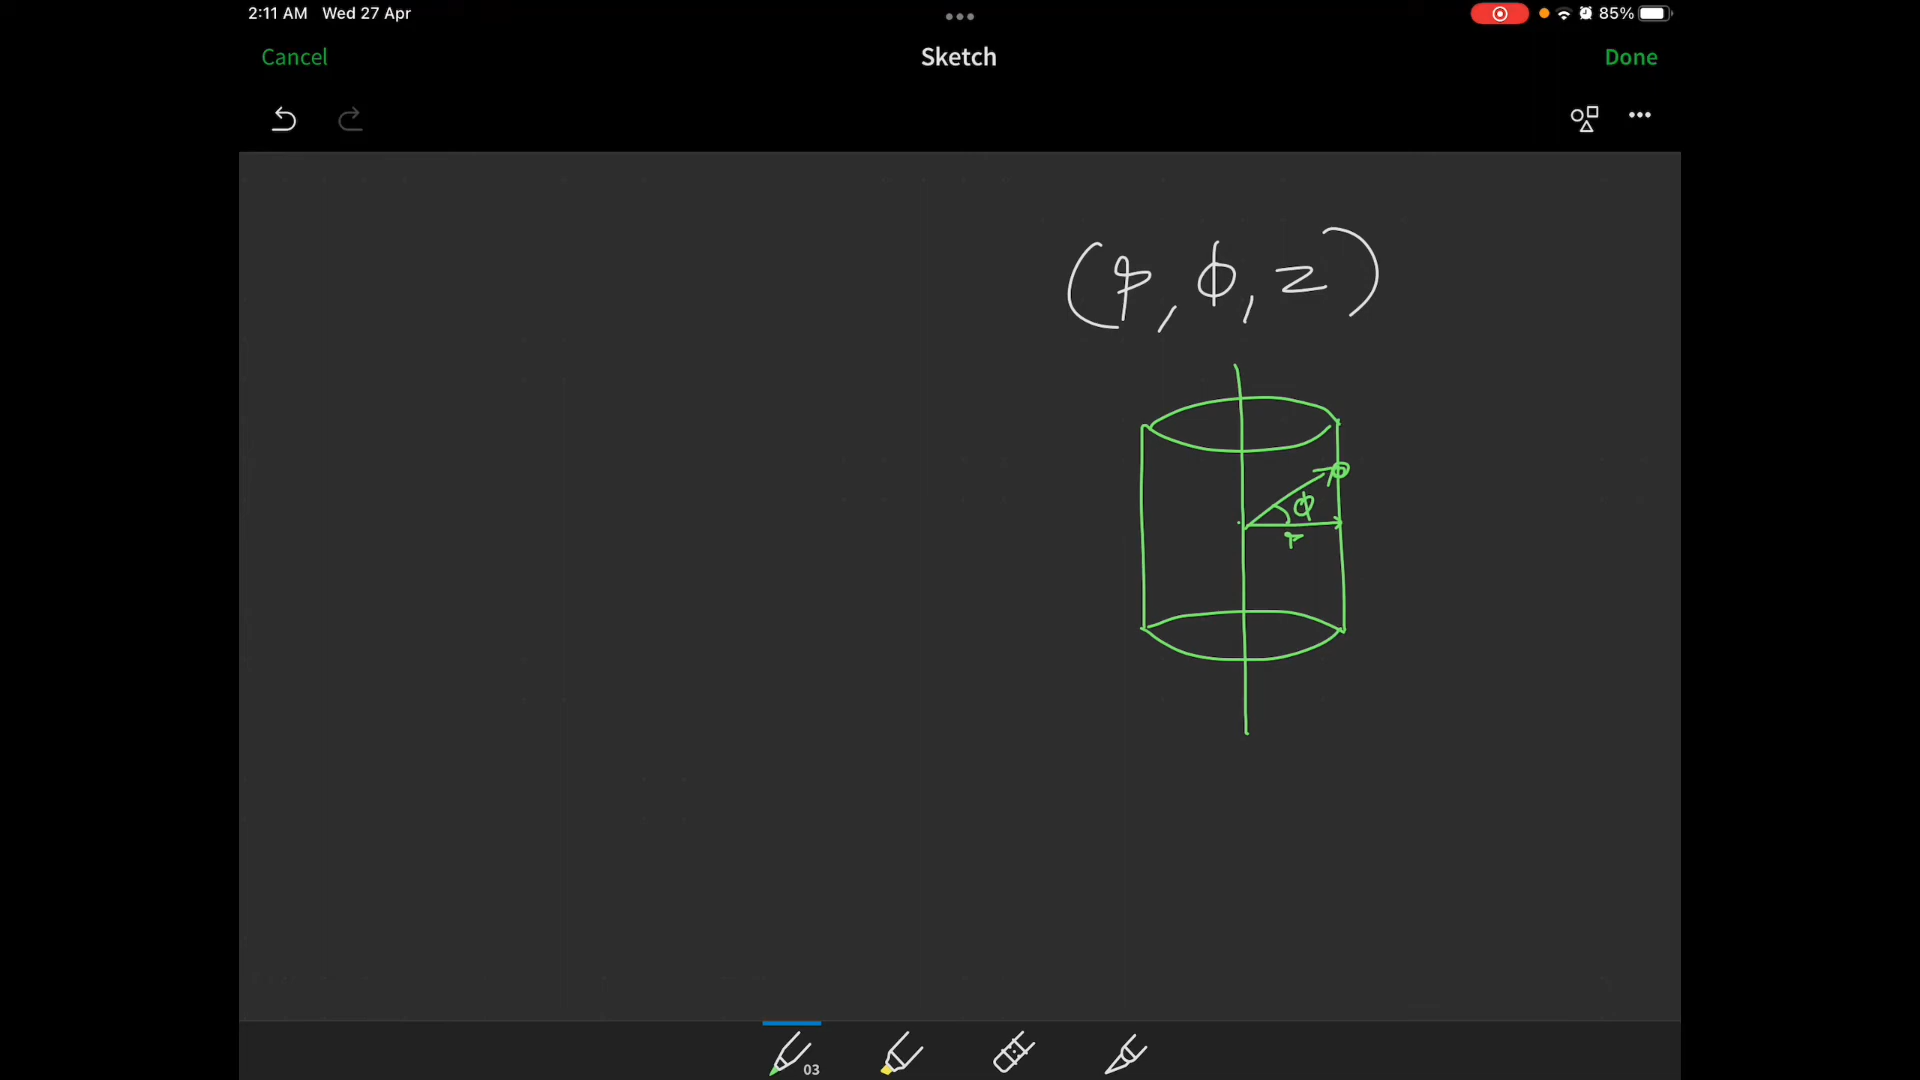 2:11 AM Wed 27 Apr
85%
Cancel
Sketch
Done
(r, ϕ, z)
ϕ
r
03